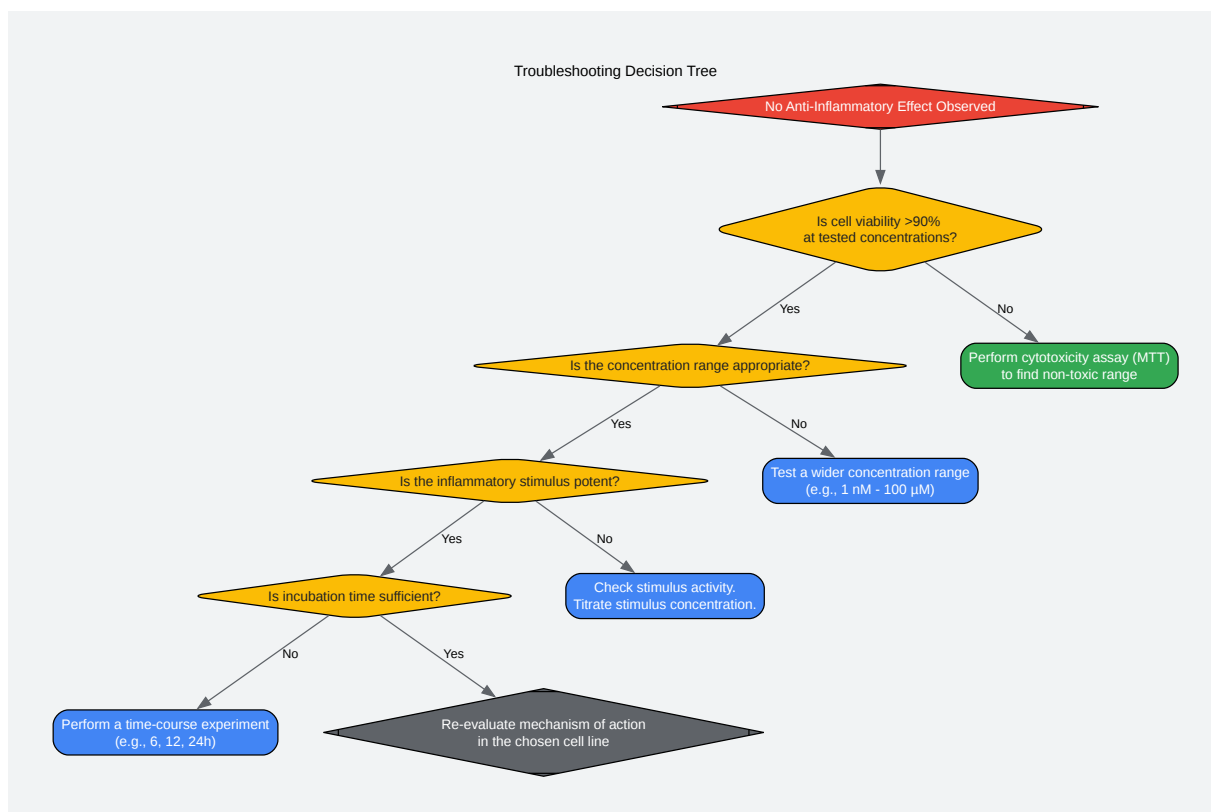 Troubleshooting Decision Tree
No Anti-Inflammatory Effect Observed
Is cell viability >90%
at tested concentrations?
Yes
No
Is the concentration range appropriate?
Perform cytotoxicity assay (MTT)
to find non-toxic range
Yes
No
Is the inflammatory stimulus potent?
Test a wider concentration range
(e.g., 1 nM - 100 µM)
Yes
No
Is incubation time sufficient?
Check stimulus activity.
Titrate stimulus concentration.
No
Yes
Perform a time-course experiment
(e.g., 6, 12, 24h)
Re-evaluate mechanism of action
in the chosen cell line